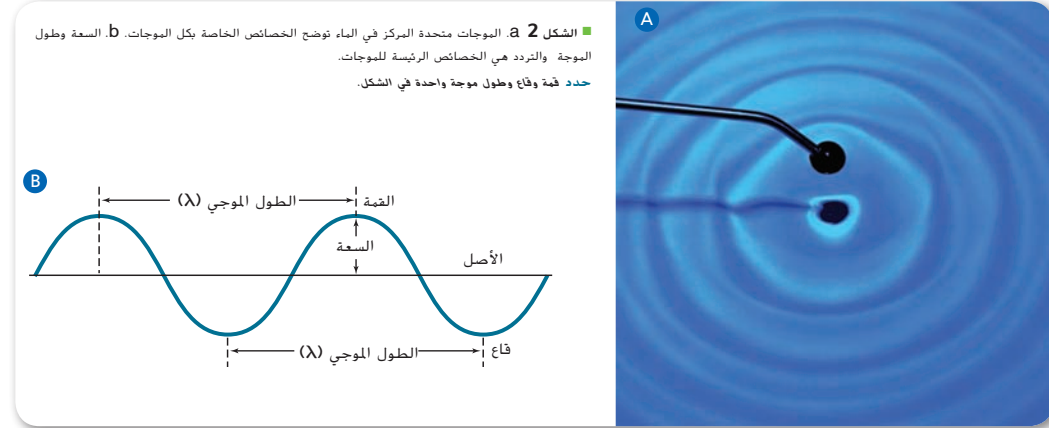 الشكل 2 a. الموجات متحدة المركز في الماء توضح الخصائص الخاصة بكل الموجات. b. السعة وطول
الموجة والتردد هي الخصائص الرئيسة للموجات.
حدد قمة وقاع وطول موجة واحدة في الشكل.
A
B
القمة
الطول الموجي (λ)
السعة
الأصل
قاع
الطول الموجي (λ)